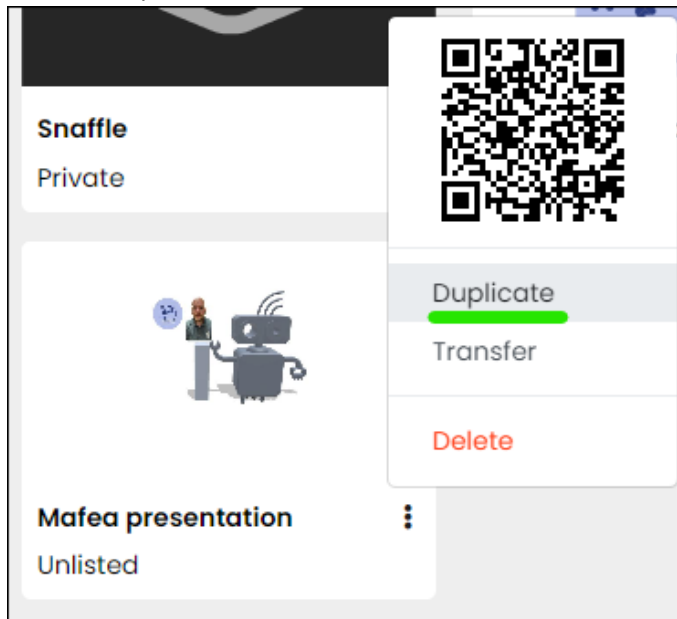 Snaffle
Private
Duplicate
Transfer
Delete
Mafea presentation
Unlisted